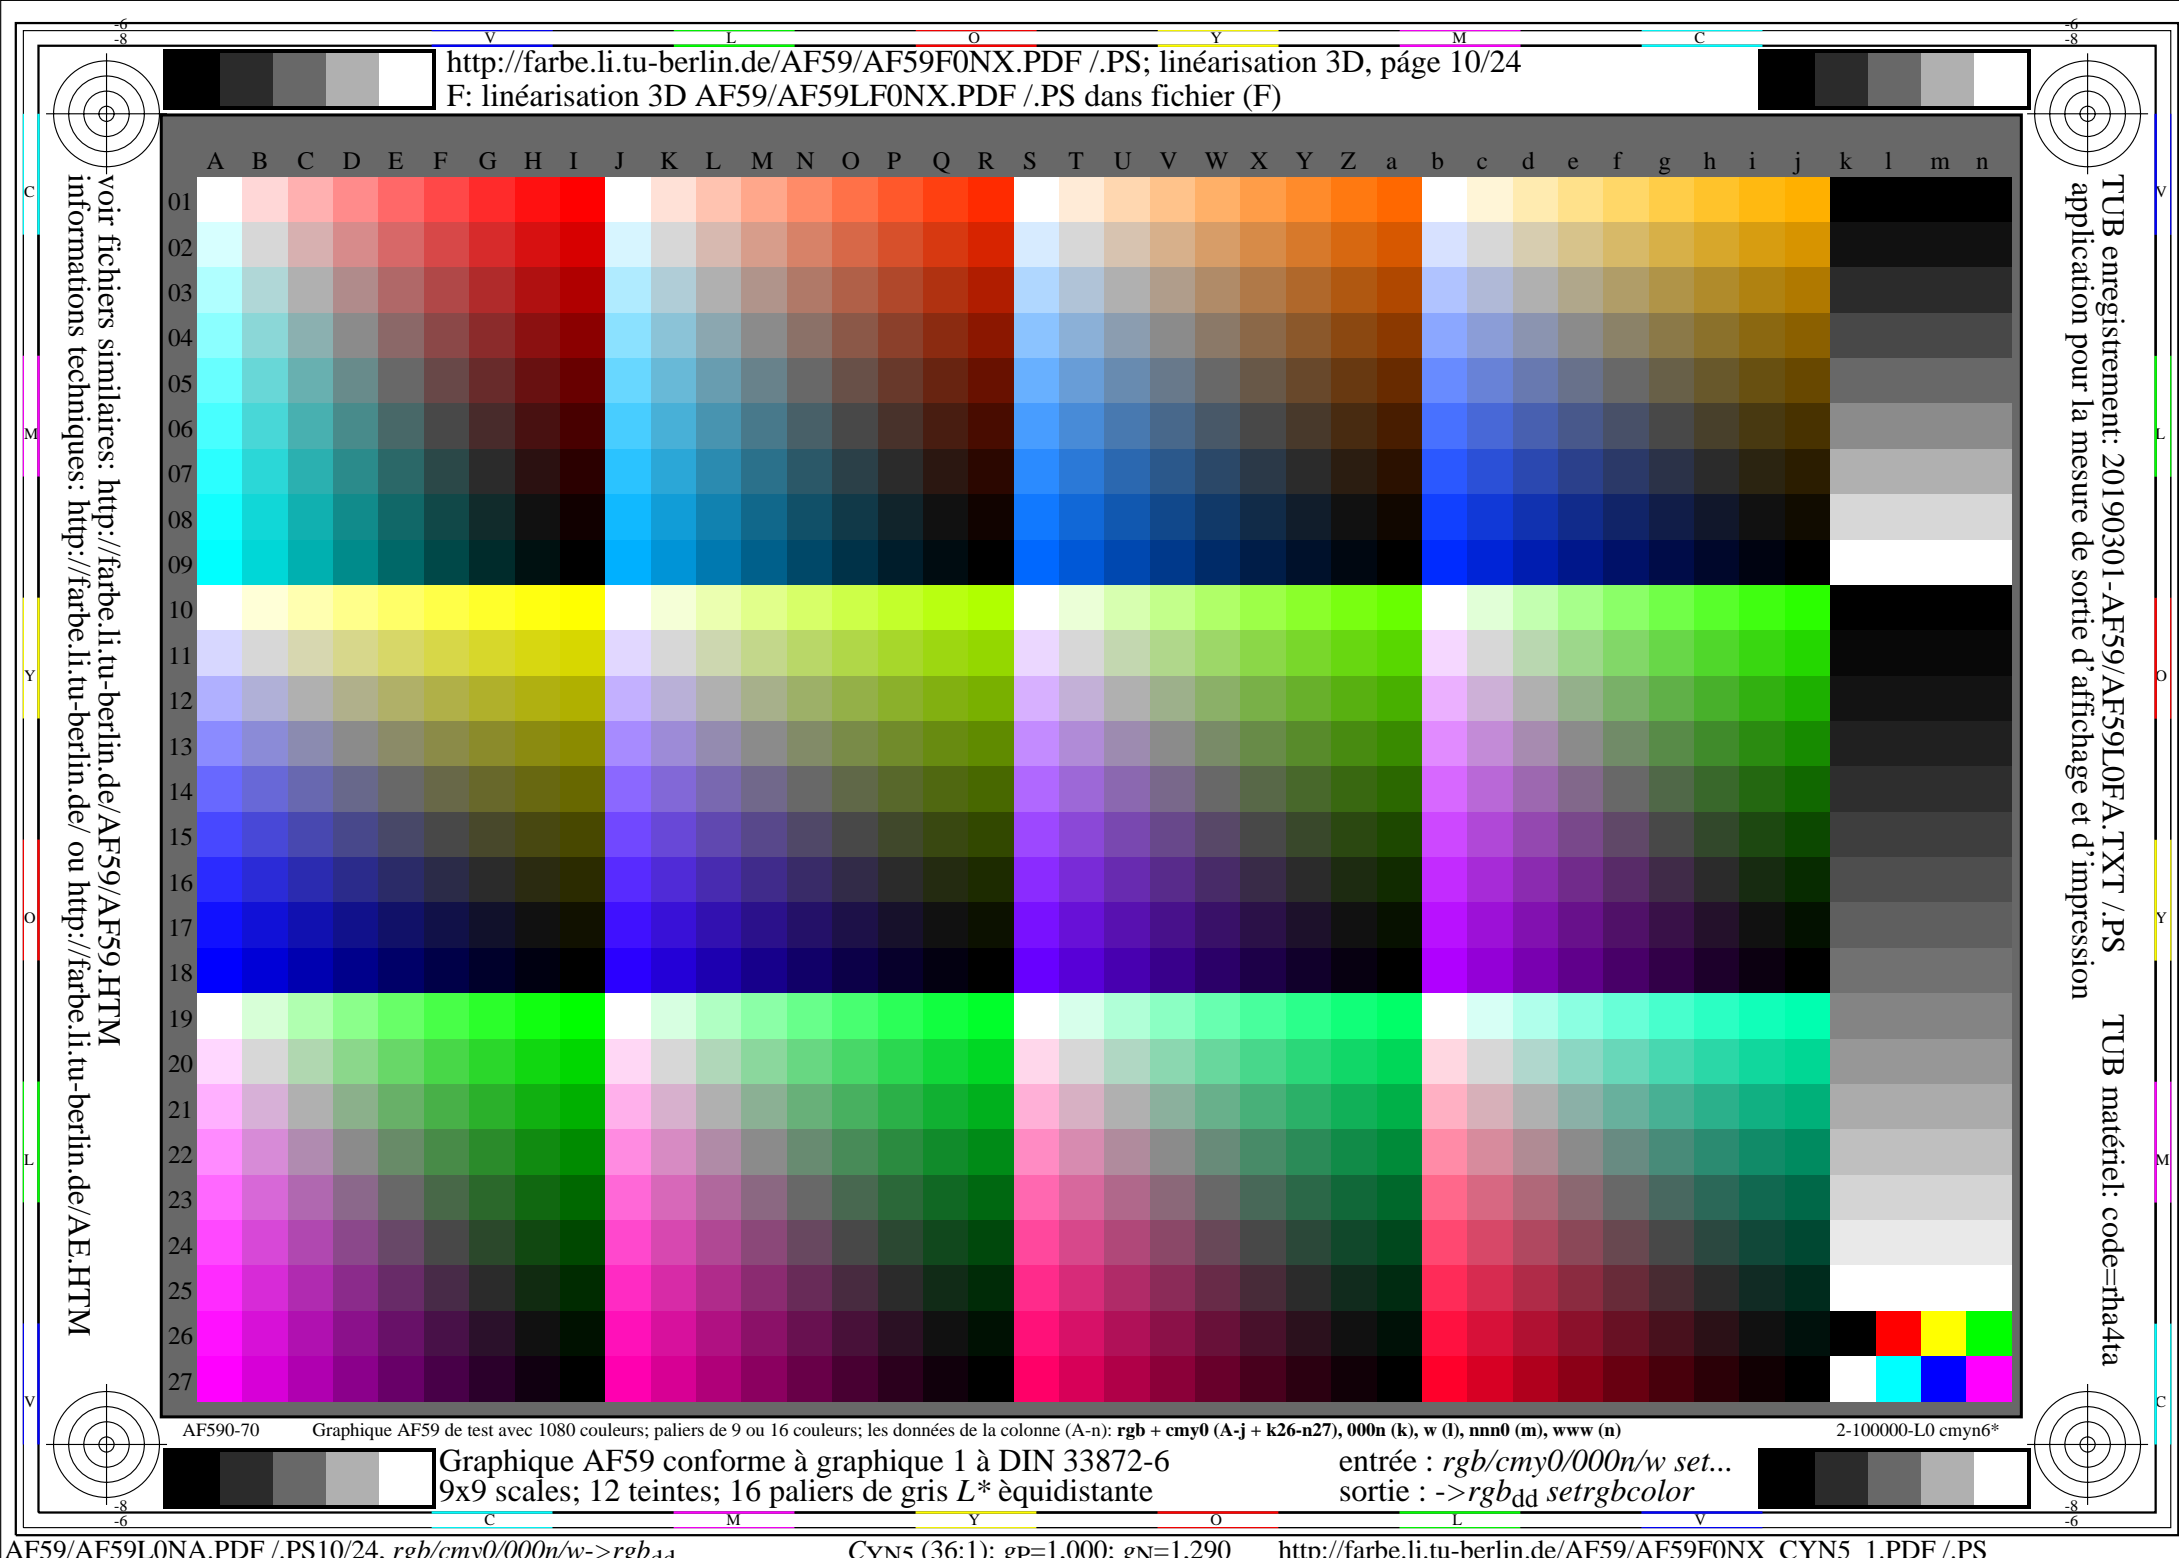 -6 -6
-8 -8
V L O Y M C
http://farbe.li.tu-berlin.de/AF59/AF59F0NX.PDF /.PS; linéarisation 3D, páge 10/24
F: linéarisation 3D AF59/AF59LF0NX.PDF /.PS dans fichier (F)
A B C D E F G H I J K L M N O P Q R S T U V W X Y Z a b c d e f g h i j k l m n
01
02
03
04
05
06
07
08
09
10
11
12
13
14
15
16
17
18
19
20
21
22
23
24
25
26
27
C
M
Y
O
L
V
voir fichiers similaires: http://farbe.li.tu-berlin.de/AF59/AF59.HTM
informations techniques: http://farbe.li.tu-berlin.de/ ou http://farbe.li.tu-berlin.de/AE.HTM
TUB enregistrement: 20190301-AF59/AF59L0FA.TXT /.PS TUB matériel: code=rha4ta
application pour la mesure de sortie d'affichage et d'impression
V
L
O
Y
M
C
AF590-70 Graphique AF59 de test avec 1080 couleurs; paliers de 9 ou 16 couleurs; les données de la colonne (A-n): rgb + cmy0 (A-j + k26-n27), 000n (k), w (l), nnn0 (m), www (n) 2-100000-L0 cmyn6*
Graphique AF59 conforme à graphique 1 à DIN 33872-6 entrée : rgb/cmy0/000n/w set...
9x9 scales; 12 teintes; 16 paliers de gris L* èquidistante sortie : ->rgbdd setrgbcolor
-8 -8
-6 -6
C M Y O L V
AF59/AF59L0NA.PDF /.PS10/24, rgb/cmy0/000n/w->rgbdd CYN5 (36:1): gP=1.000; gN=1.290 http://farbe.li.tu-berlin.de/AF59/AF59F0NX_CYN5_1.PDF /.PS